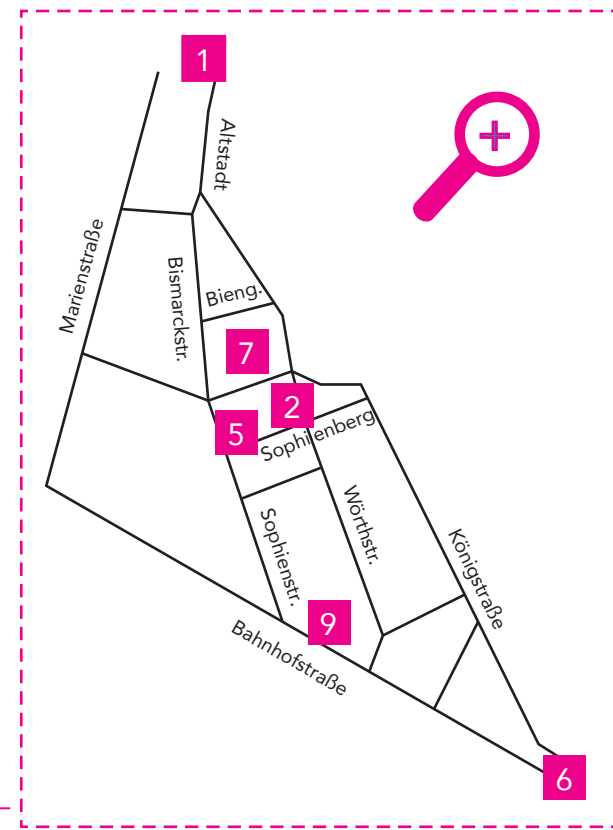 1
Altstadt
Marienstraße
Bismarckstr.
Bieng.
7
2
5
Sophienberg
Wörthstr.
Sophienstr.
Königstraße
9
Bahnhofstraße
6